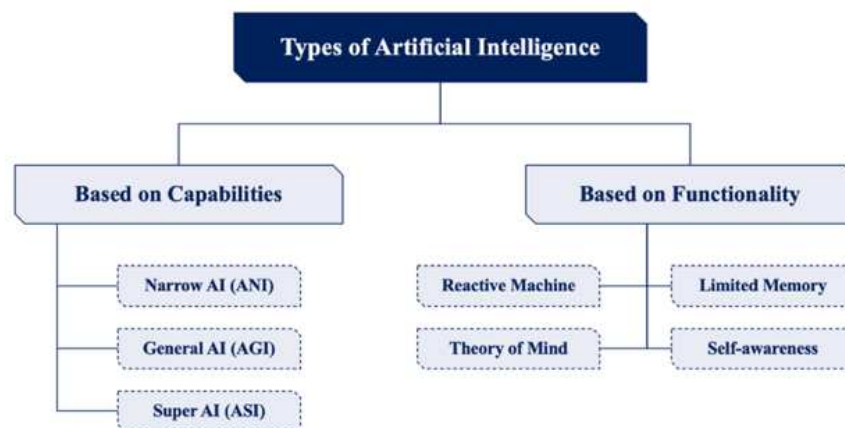 Types of Artificial Intelligence
Based on Capabilities
Narrow AI (ANI)
General AI (AGI)
Super AI (ASI)
Based on Functionality
Reactive Machine
Limited Memory
Theory of Mind
Self-awareness